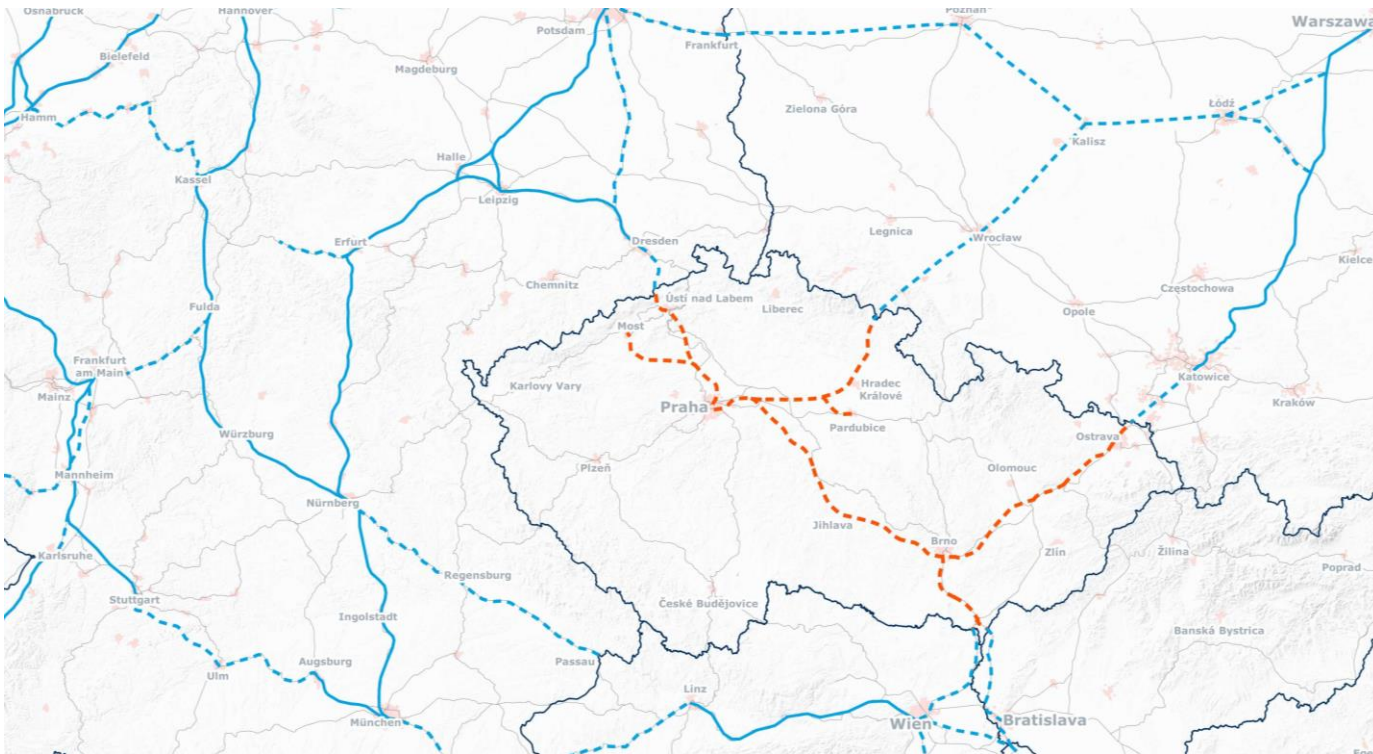 Osnabrück
Hannover
Potsdam
Frankfurt
Poznań
Warszawa
Bielefeld
Magdeburg
Zielona Góra
Łódź
Hamm
Kalisz
Halle
Kassel
Leipzig
Legnica
Wrocław
Erfurt
Dresden
Kielce
Chemnitz
Ústí nad Labem
Częstochowa
Fulda
Liberec
Opole
Most
Frankfurt
am Main
Karlovy Vary
Hradec
Králové
Katowice
Mainz
Praha
Kraków
Pardubice
Würzburg
Ostrava
Plzeň
Olomouc
Mannheim
Nürnberg
Jihlava
Brno
Zlín
Žilina
Karlsruhe
Poprad
Regensburg
Stuttgart
České Budějovice
Ingolstadt
Banská Bystrica
Passau
Augsburg
Ulm
Linz
München
Wien
Bratislava